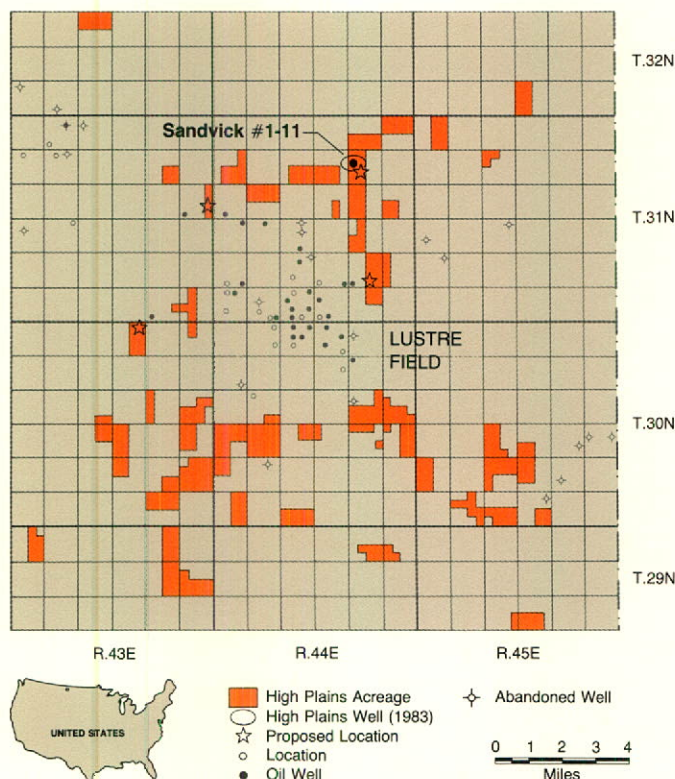 T.32N
Sandvick #1-11
T.31N
LUSTRE
FIELD
T.30N
T.29N
R.43E R.44E R.45E
UNITED STATES
High Plains Acreage
High Plains Well (1983)
Proposed Location
Location
Oil Well
Abandoned Well
0 1 2 3 4
Miles